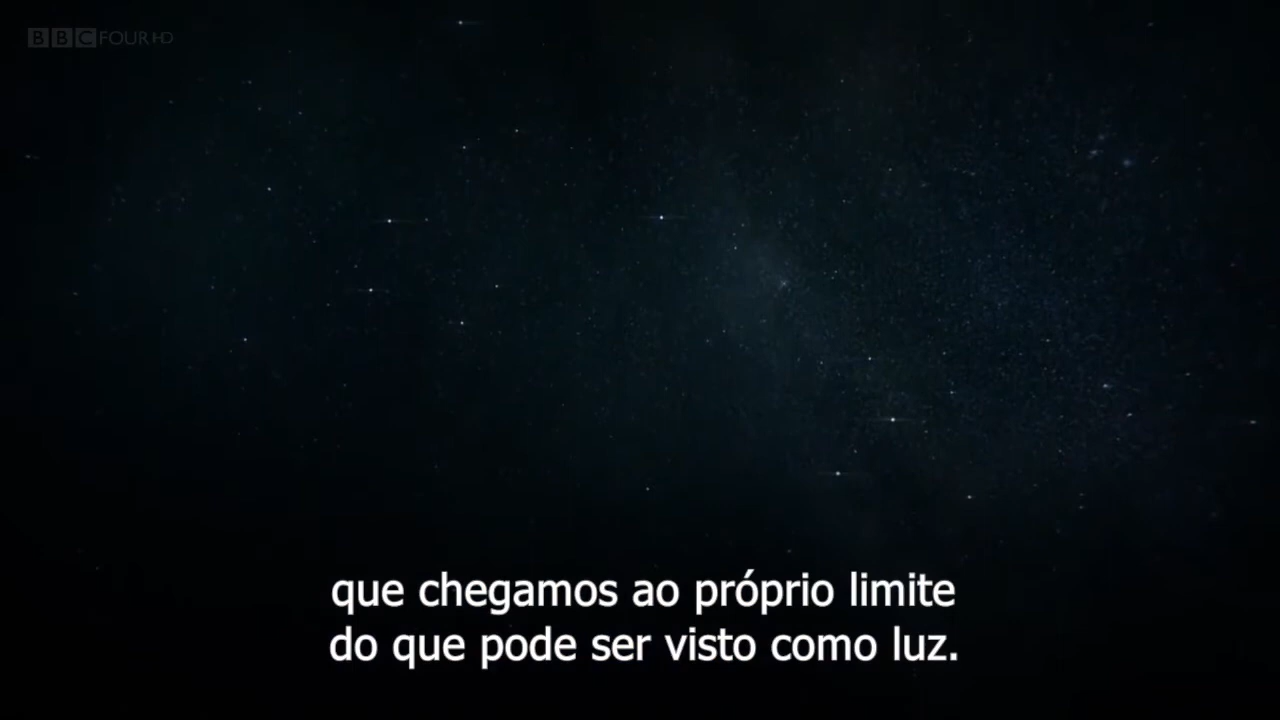 BBC FOUR HD
que chegamos ao próprio limite
do que pode ser visto como luz.